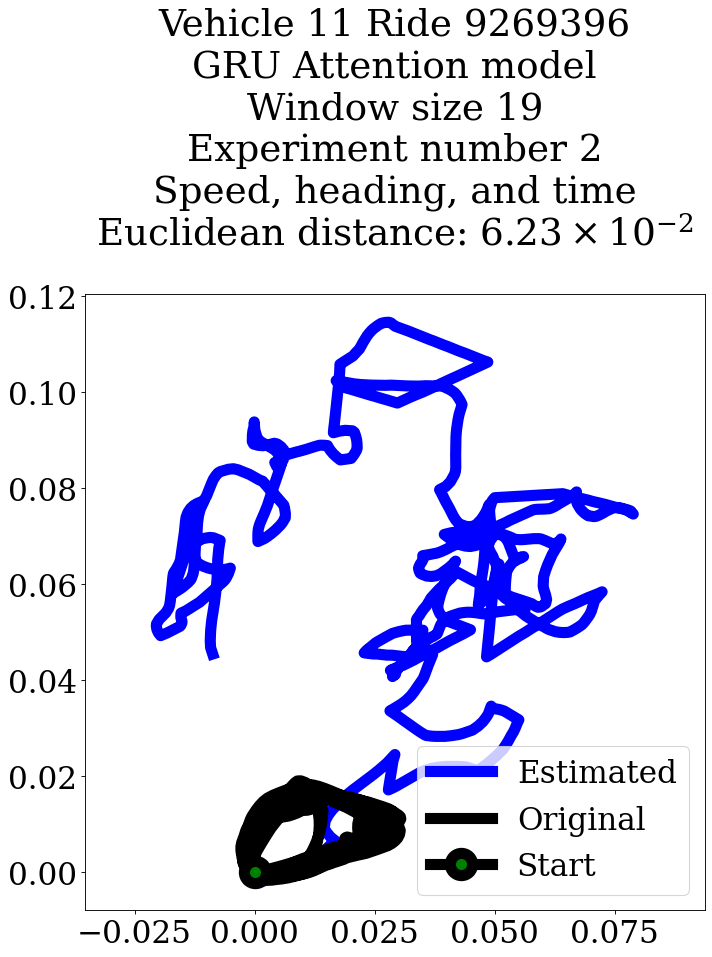 Vehicle 11 Ride 9269396
GRU Attention model
Window size 19
Experiment number 2
Speed, heading, and time
Euclidean distance: 6.23 × 10⁻²
0.12
0.10
0.08
0.06
0.04
0.02
0.00
Estimated
Original
Start
−0.025 0.000 0.025 0.050 0.075